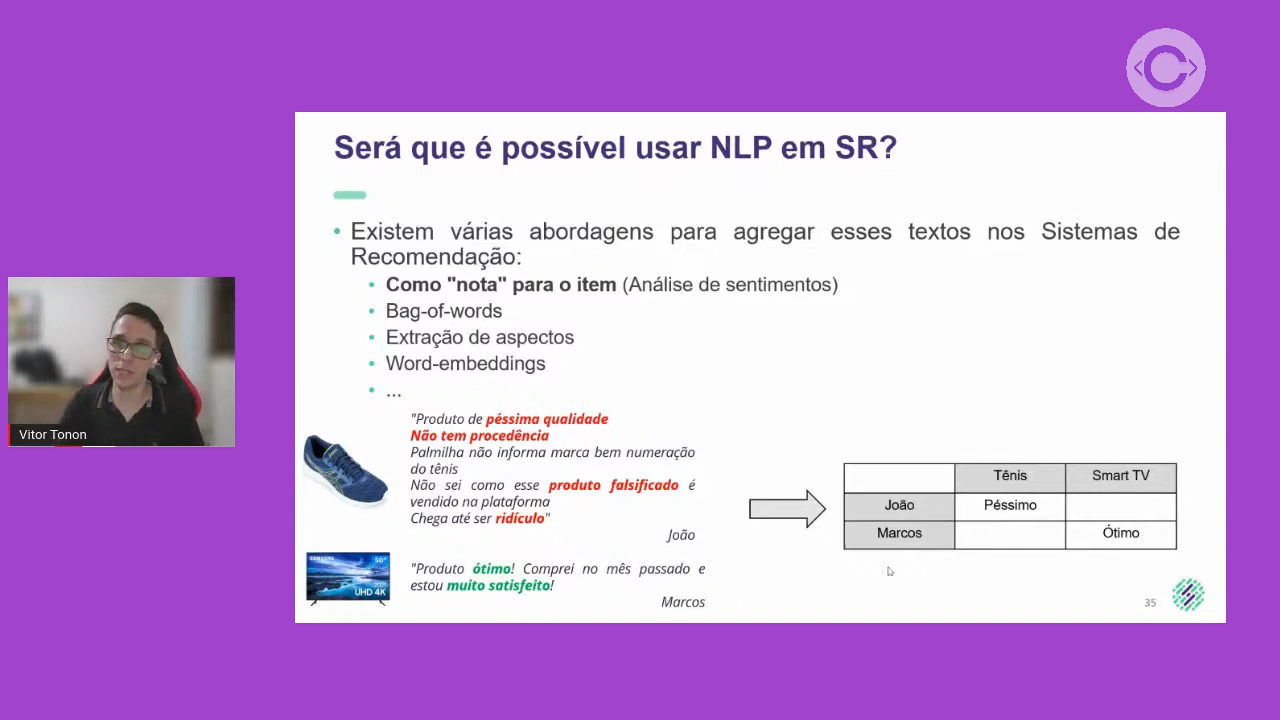 Será que é possível usar NLP em SR?
• Existem várias abordagens para agregar esses textos nos Sistemas de
Recomendação:
• Como "nota" para o item (Análise de sentimentos)
• Bag-of-words
• Extração de aspectos
• Word-embeddings
• ...
"Produto de péssima qualidade
Não tem procedência
Palmilha não informa marca bem numeração
do tênis
Não sei como esse produto falsificado é
vendido na plataforma
Chega até ser ridículo"
João
"Produto ótimo! Comprei no mês passado e
estou muito satisfeito!
Marcos
SAMSUNG 50"
UHD 4K
Tênis Smart TV
João Péssimo
Marcos Ótimo
35
Vitor Tonon